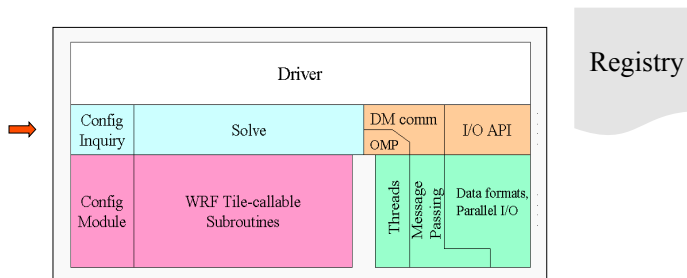 Registry
Driver
Config
Inquiry
Solve
DM comm
OMP
I/O API
Config
Module
WRF Tile-callable
Subroutines
Threads
Message
Passing
Data formats,
Parallel I/O